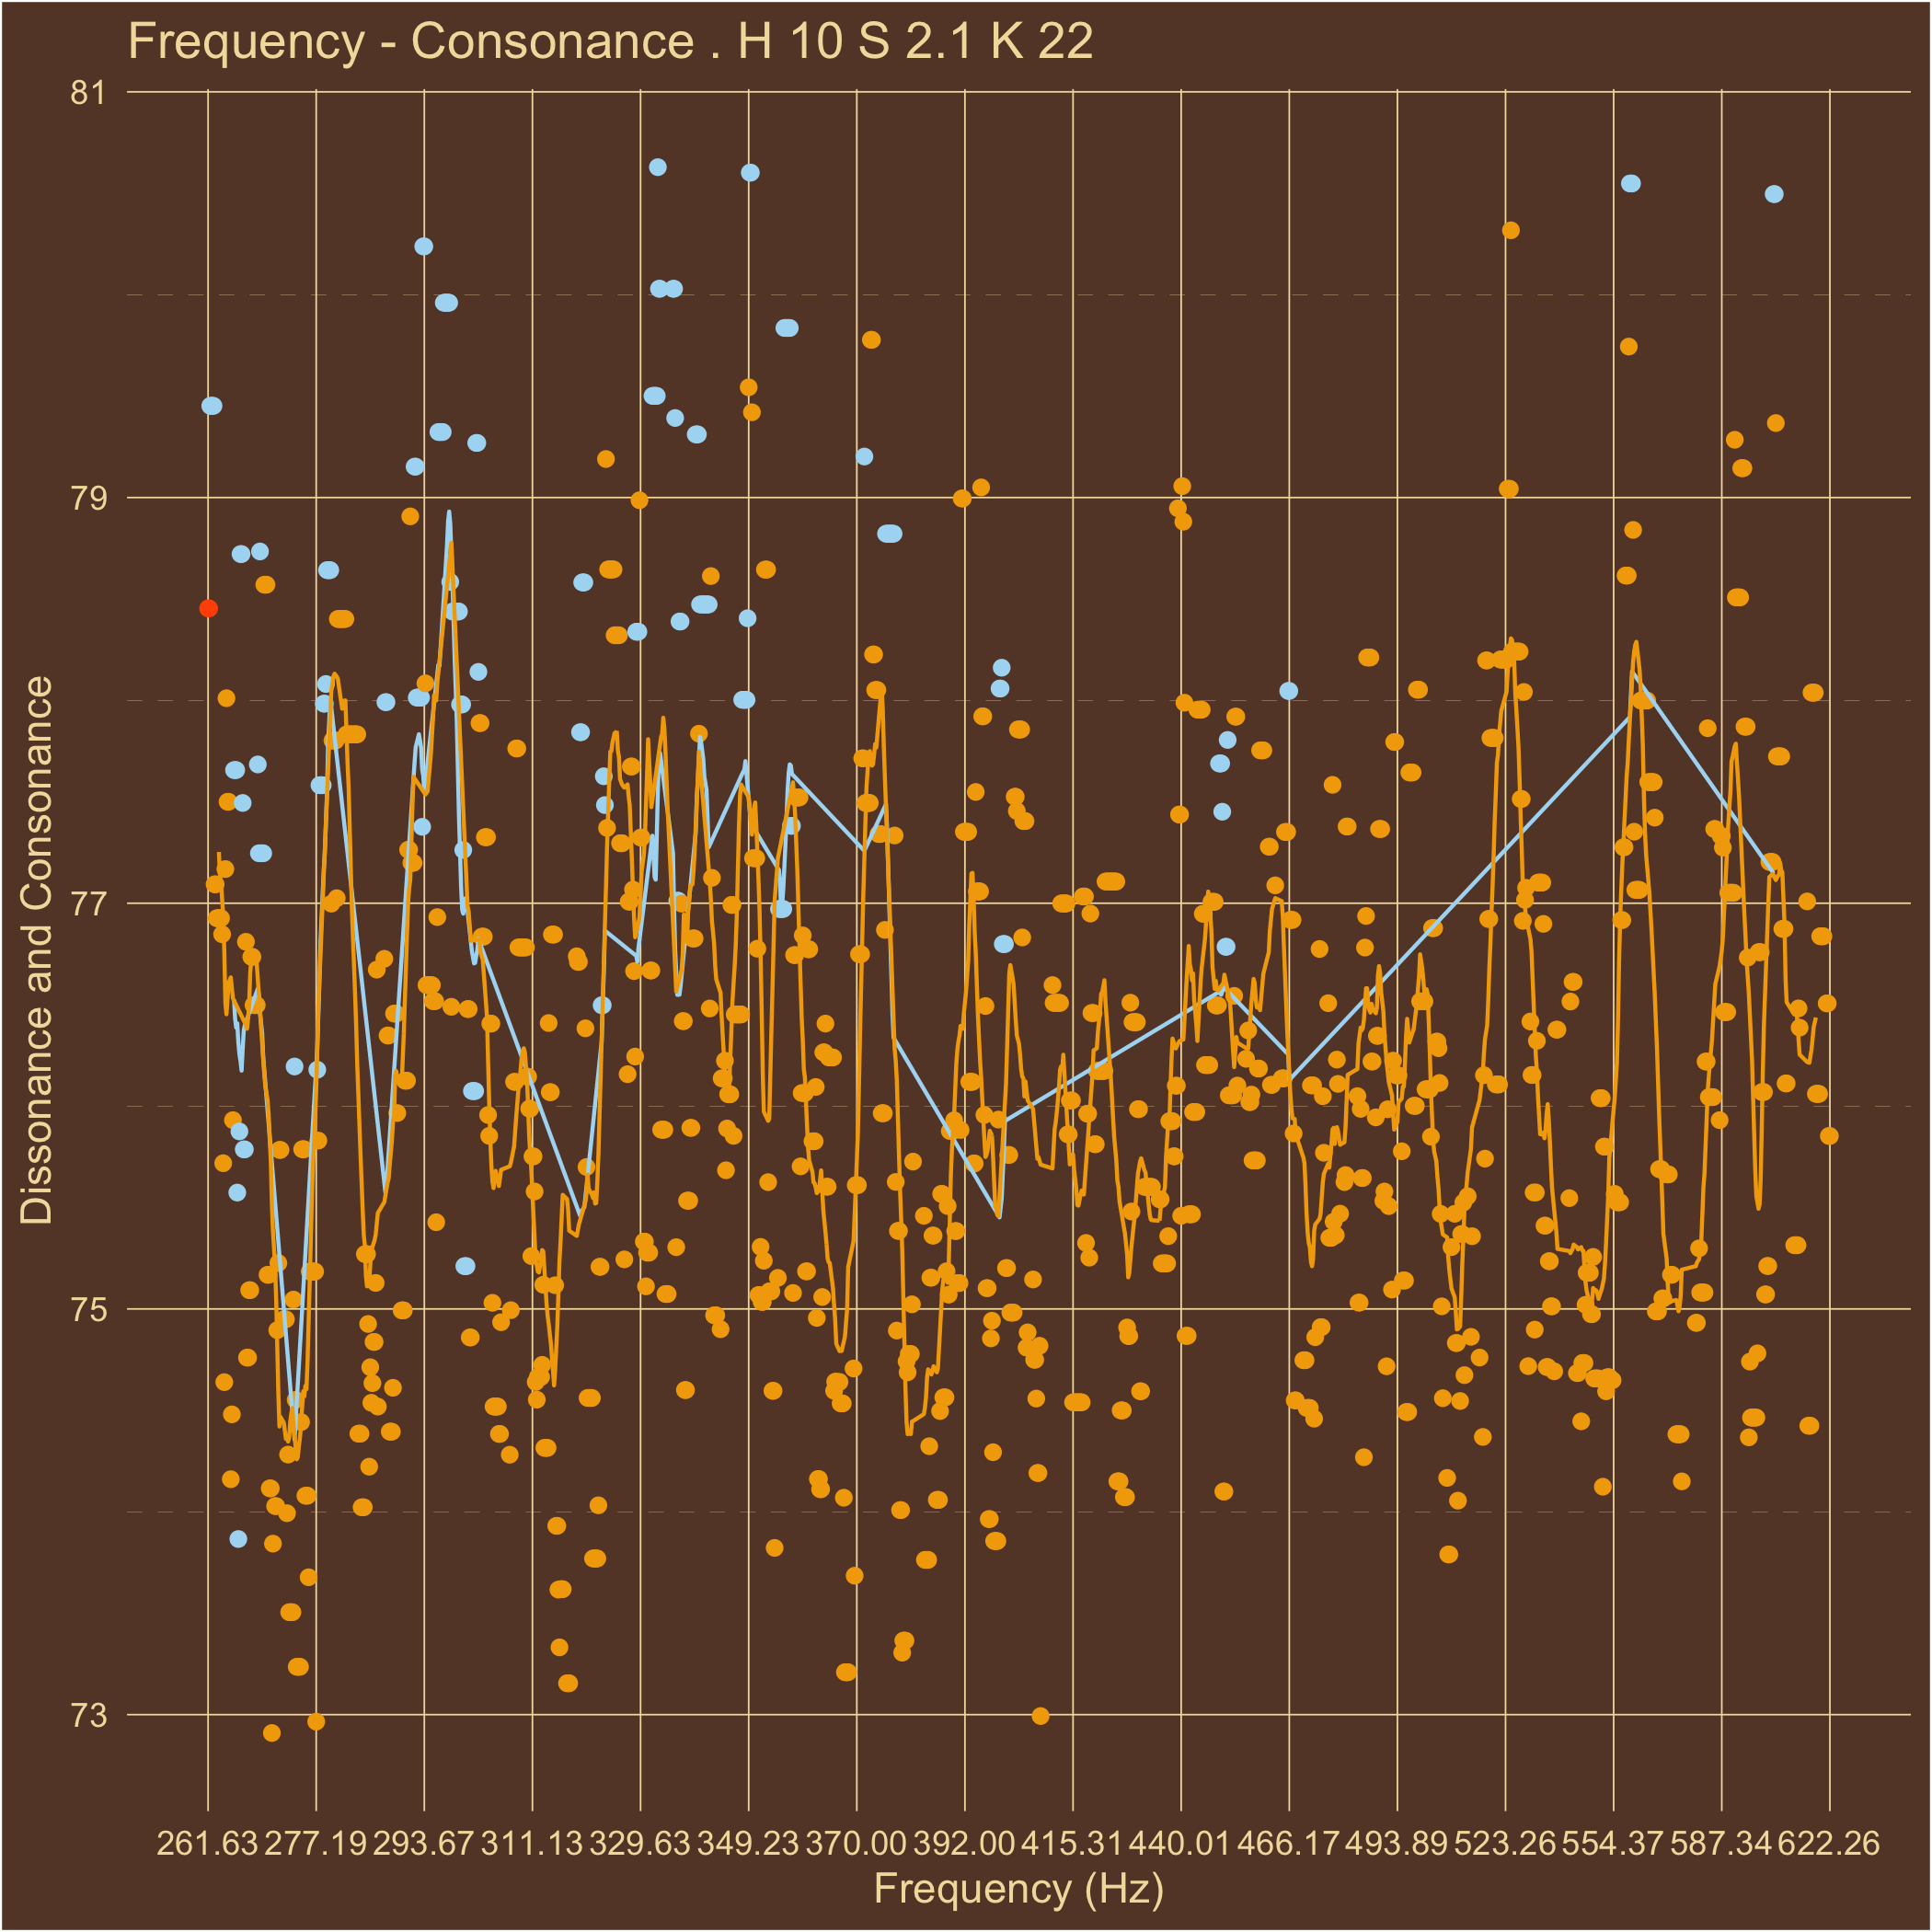 Frequency - Consonance . H 10 S 2.1 K 22
81
79
77
75
73
Dissonance and Consonance
261.63 277.19 293.67 311.13 329.63 349.23 370.00 392.00 415.31 440.01 466.17 493.89 523.26 554.37 587.34 622.26
Frequency (Hz)